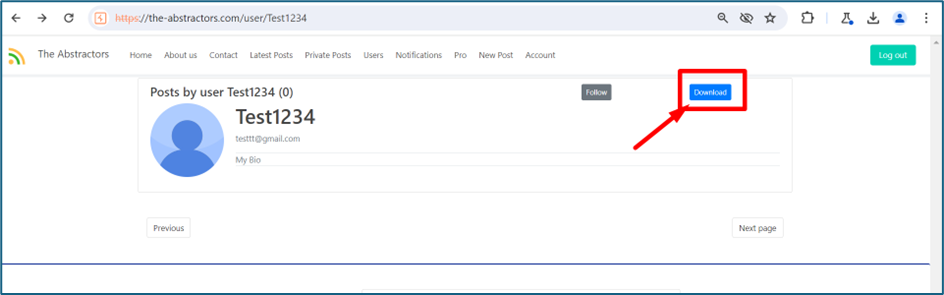 https://the-abstractors.com/user/Test1234
The Abstractors Home About us Contact Latest Posts Private Posts Users Notifications Pro New Post Account Log out
Posts by user Test1234 (0) Follow Download
Test1234
testtt@gmail.com
My Bio
Previous Next page